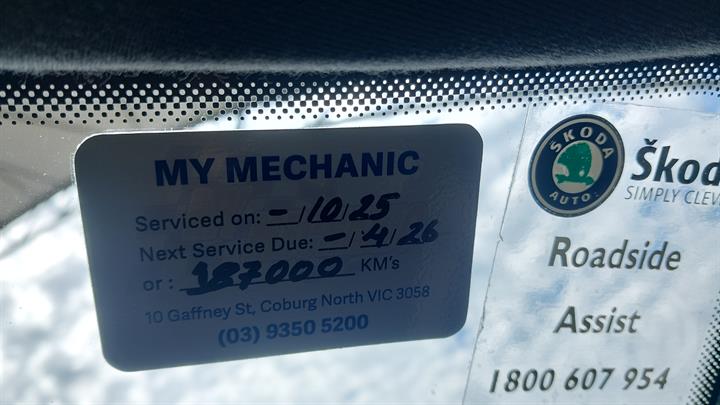 MY MECHANIC
Serviced on: -/10/25
Next Service Due: -/4/26
or : 187000 KM's
10 Gaffney St, Coburg North VIC 3058
(03) 9350 5200
ŠKODA
AUTO
Škod
SIMPLY CLEV
Roadside
Assist
1800 607 954